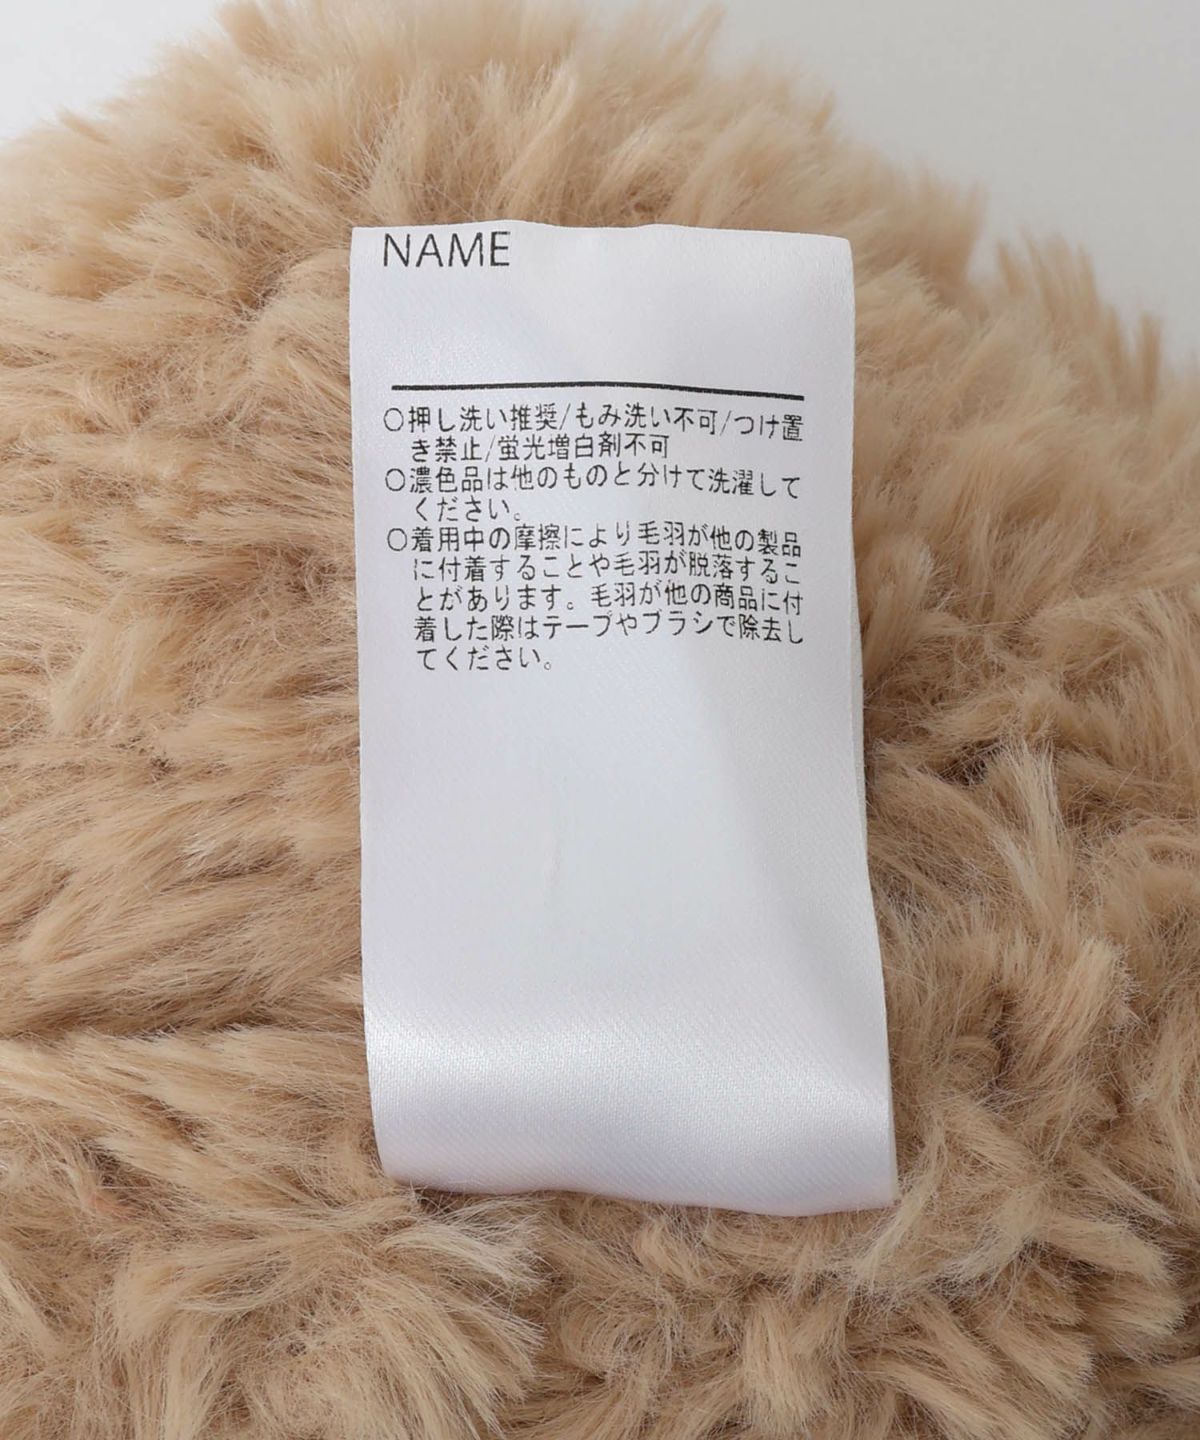 NAME
○押し洗い推奨/もみ洗い不可/つけ置
き禁止/蛍光増白剤不可
○濃色品は他のものと分けて洗濯して
ください。
○着用中の摩擦により毛羽が他の製品
に付着することや毛羽が脱落するこ
とがあります。毛羽が他の商品に付
着した際はテープやブラシで除去し
てください。